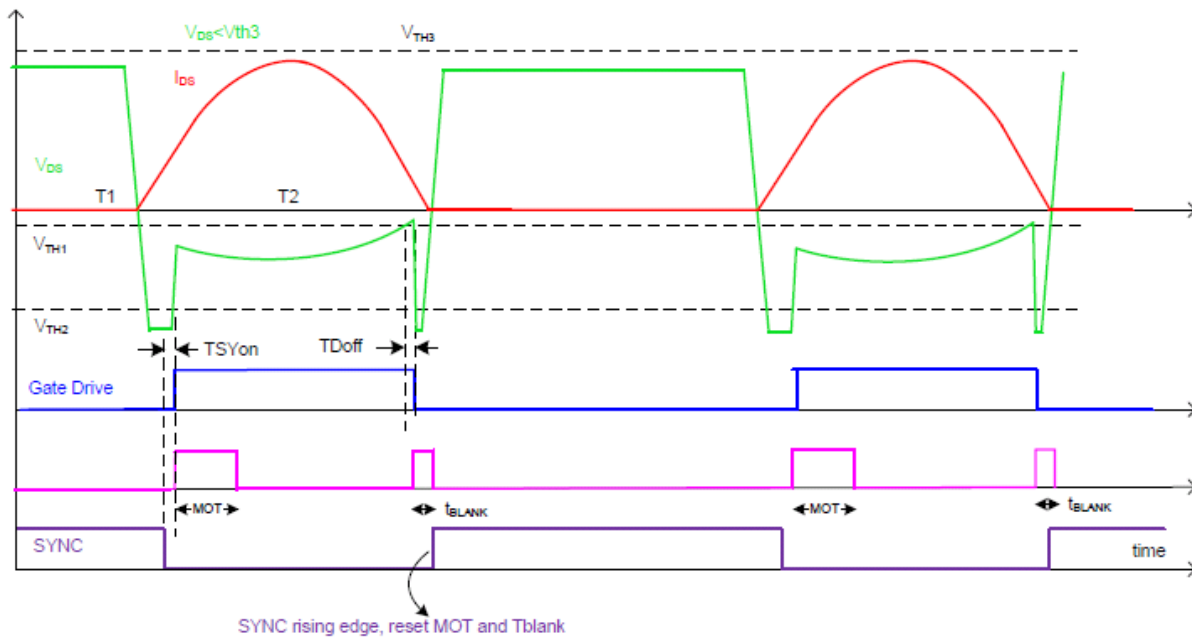 VDS<Vth3
VTH3
IDS
VDS
T1
T2
VTH1
VTH2
TSYon
TDoff
Gate Drive
MOT
tBLANK
MOT
tBLANK
SYNC
time
SYNC rising edge, reset MOT and Tblank